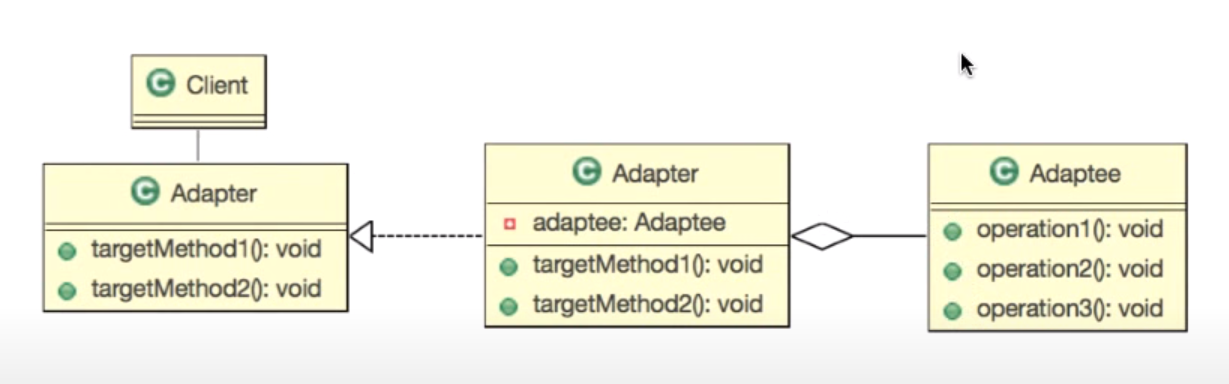 C Client
C Adapter
targetMethod1(): void
targetMethod2(): void
C Adapter
adaptee: Adaptee
targetMethod1(): void
targetMethod2(): void
C Adaptee
operation1(): void
operation2(): void
operation3(): void